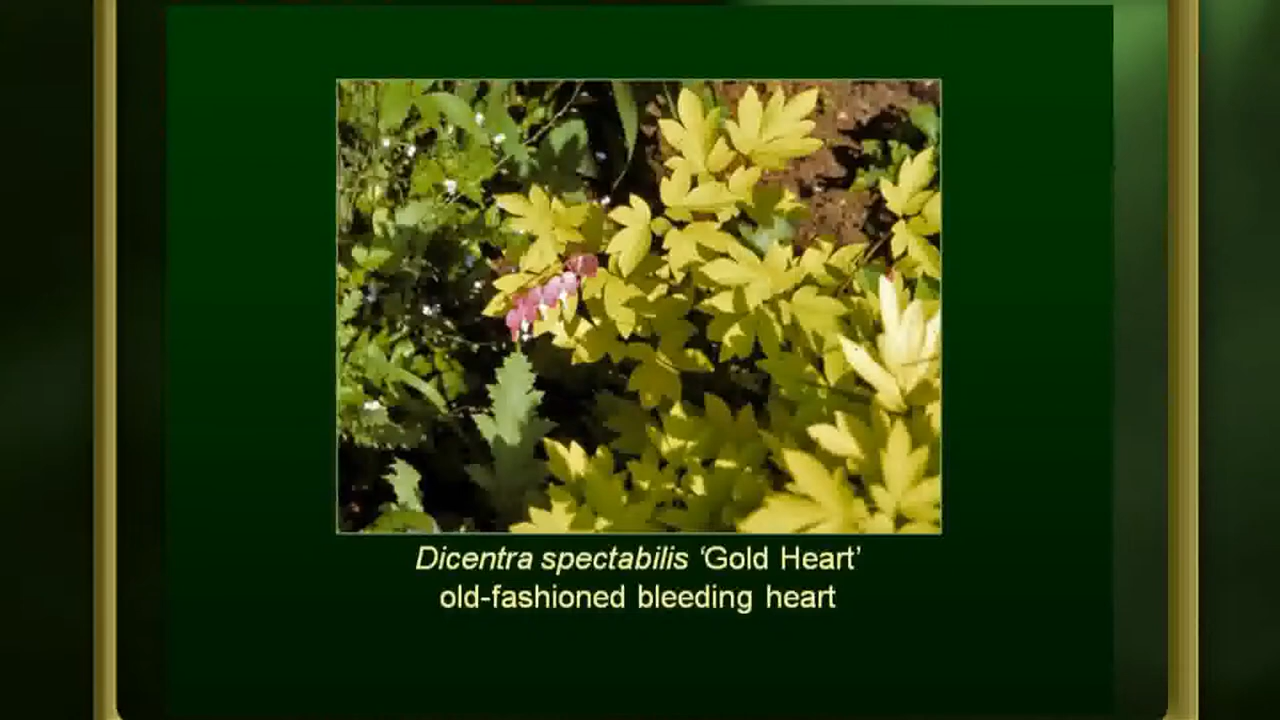 Dicentra spectabilis ‘Gold Heart’
old-fashioned bleeding heart